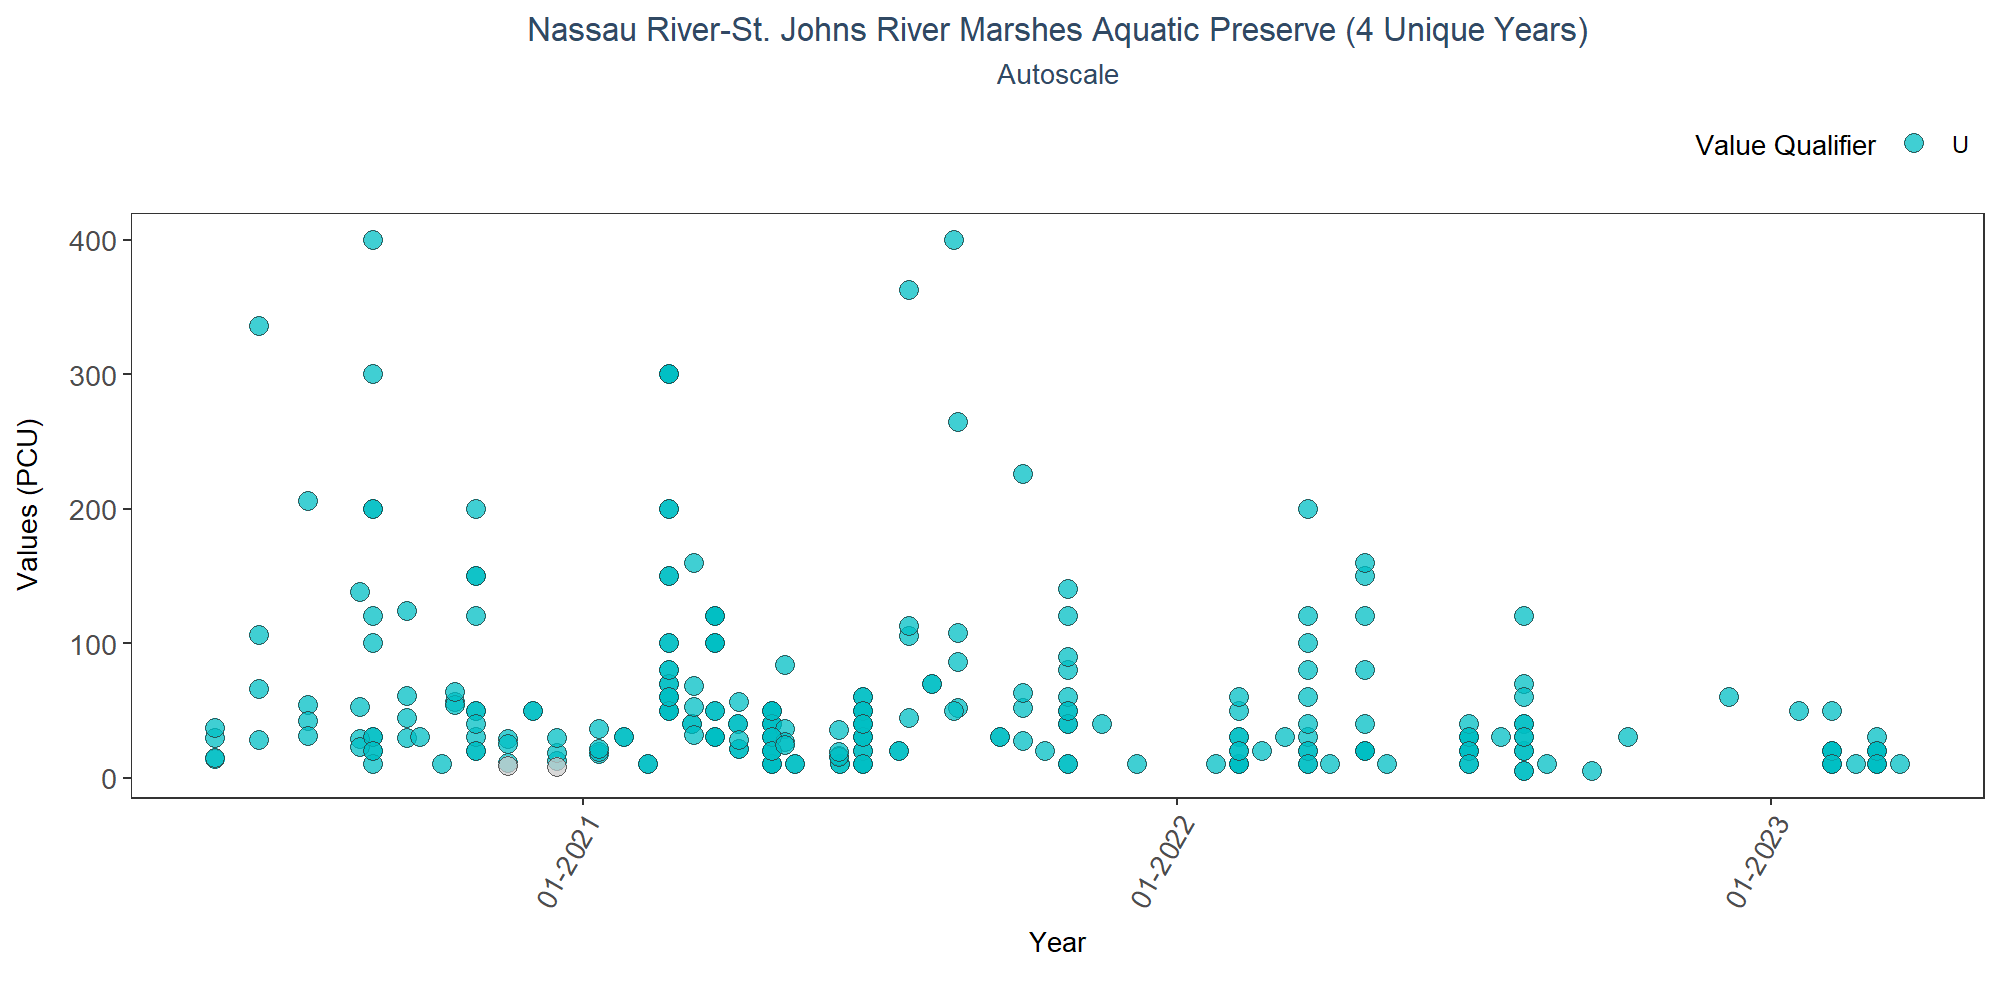 Nassau River-St. Johns River Marshes Aquatic Preserve (4 Unique Years)
Autoscale
Value Qualifier
U
Values (PCU)
400
300
200
100
0
01-2021
01-2022
01-2023
Year